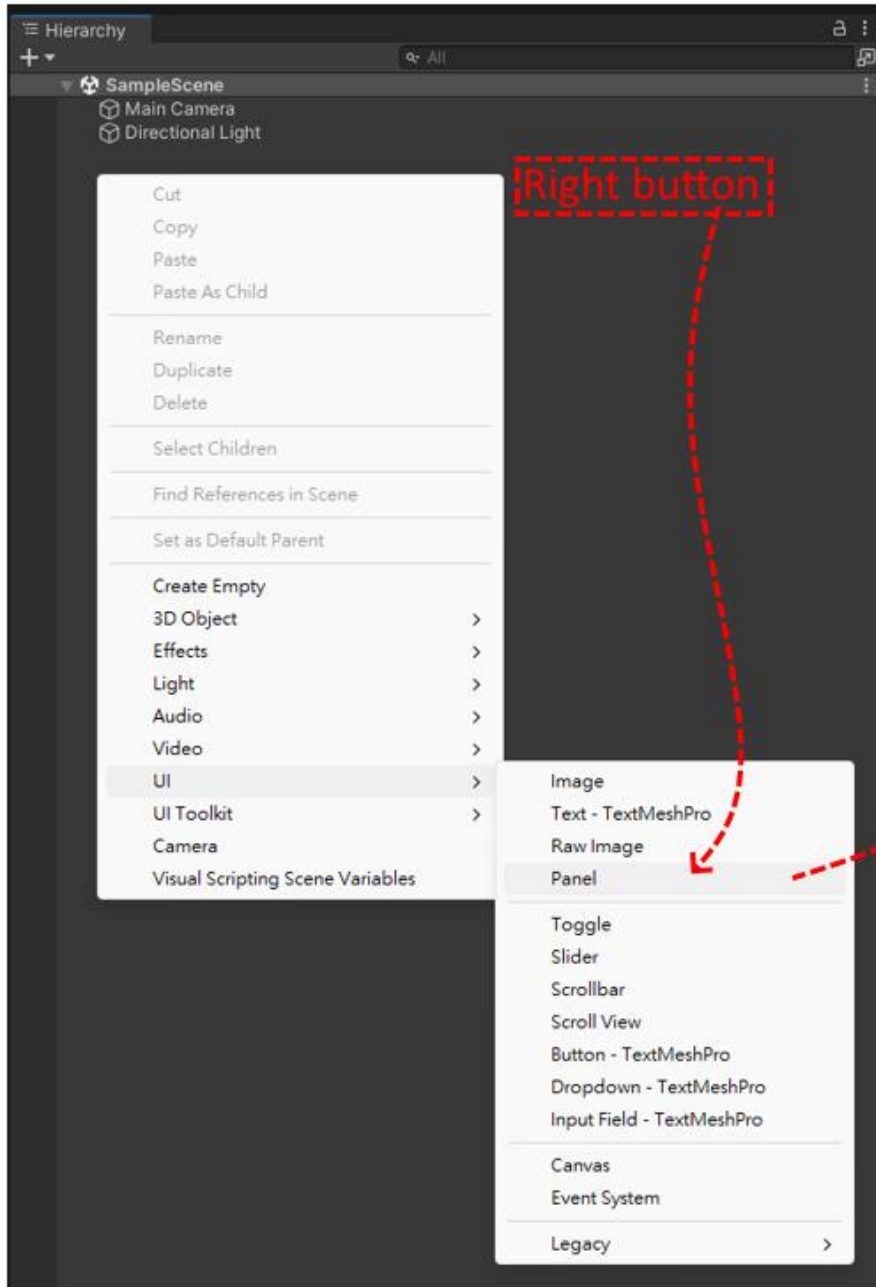 Hierarchy
All
SampleScene
Main Camera
Directional Light
Right button
Cut
Copy
Paste
Paste As Child
Rename
Duplicate
Delete
Select Children
Find References in Scene
Set as Default Parent
Create Empty
3D Object
Effects
Light
Audio
Video
UI
UI Toolkit
Camera
Visual Scripting Scene Variables
Image
Text - TextMeshPro
Raw Image
Panel
Toggle
Slider
Scrollbar
Scroll View
Button - TextMeshPro
Dropdown - TextMeshPro
Input Field - TextMeshPro
Canvas
Event System
Legacy